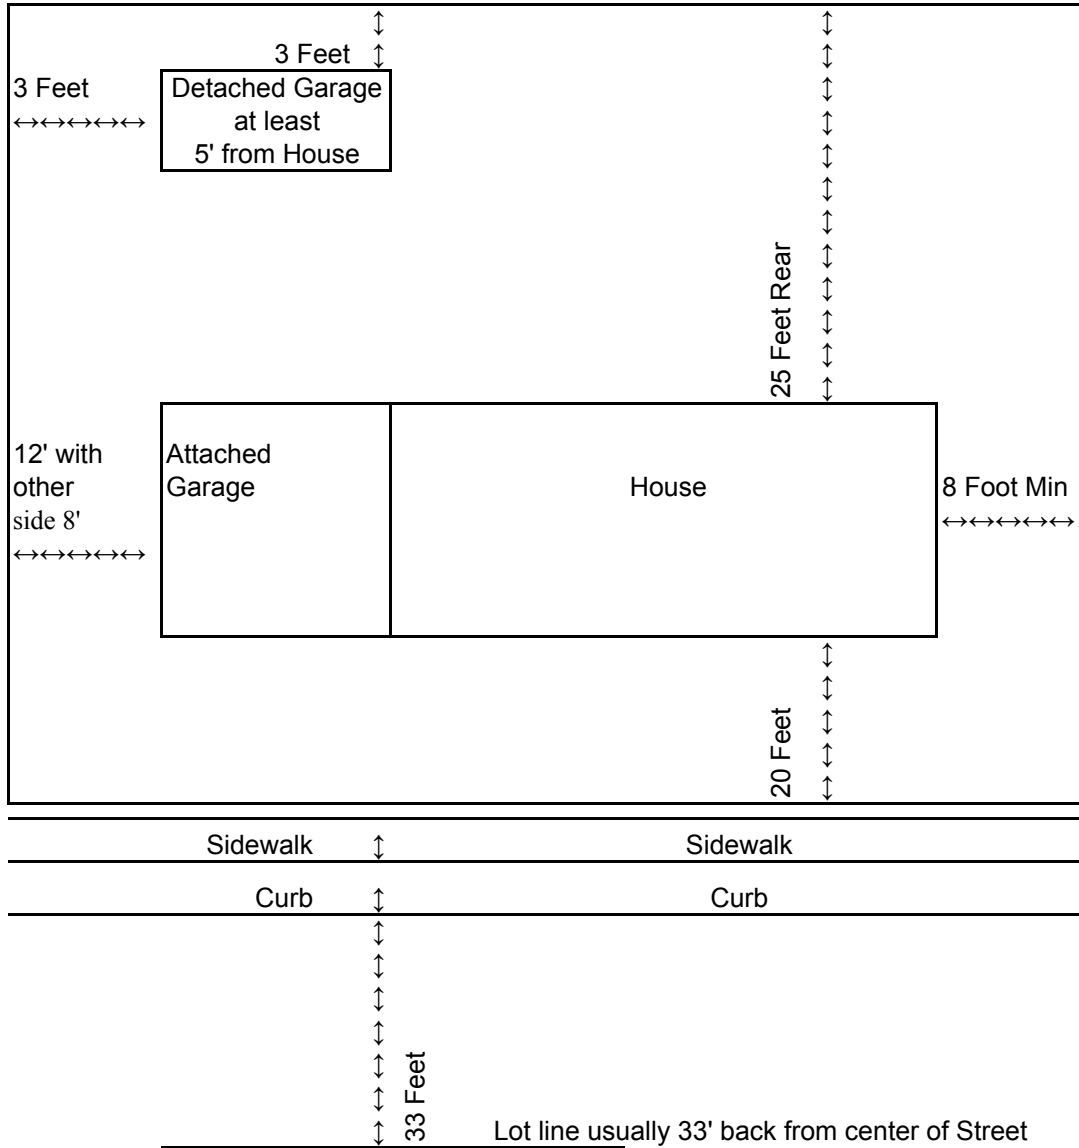 3 Feet
3 Feet
Detached Garage
at least
5' from House
25 Feet Rear
12' with
other
side 8'
Attached
Garage
House
8 Foot Min
20 Feet
Sidewalk
Sidewalk
Curb
Curb
33 Feet
Lot line usually 33' back from center of Street